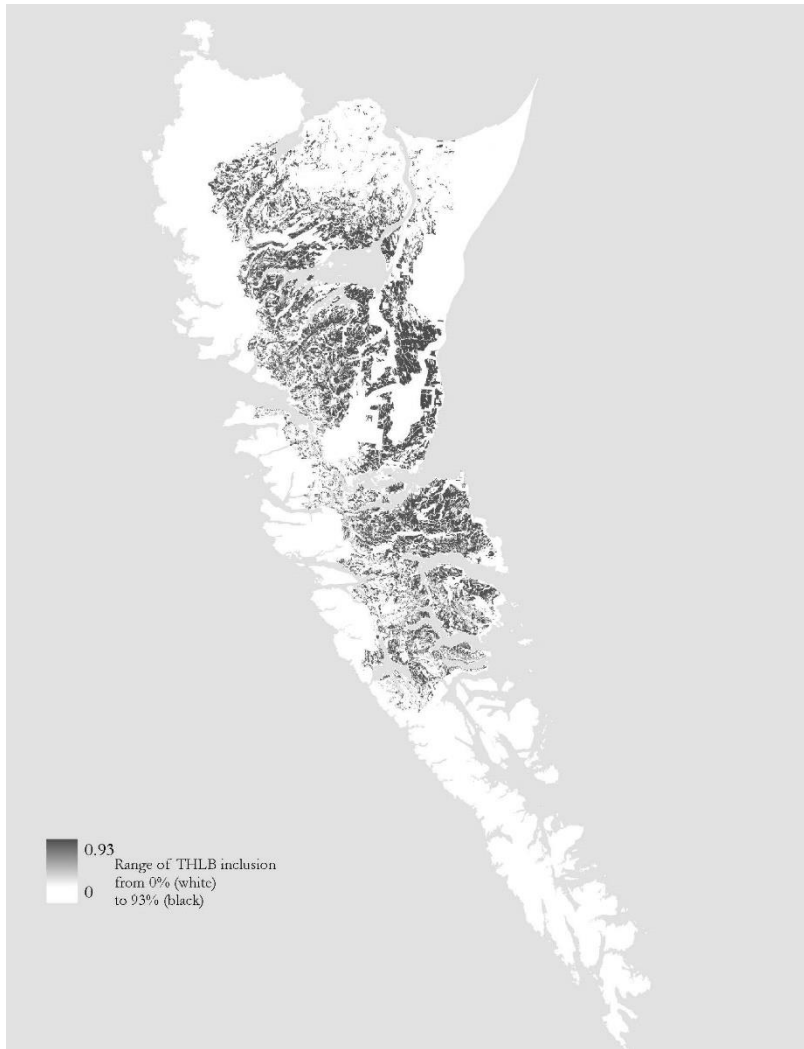 0.93
Range of THLB inclusion
from 0% (white)
0
to 93% (black)